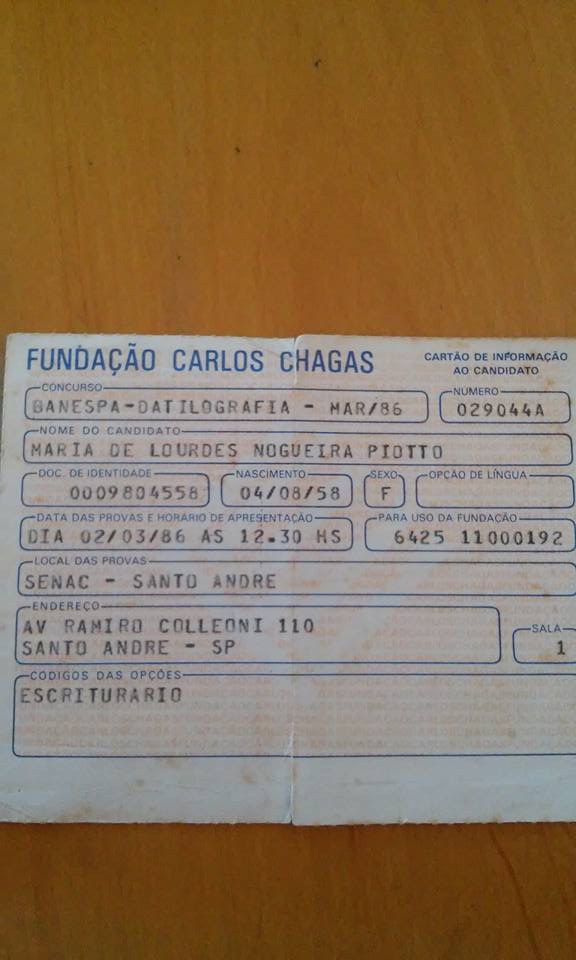 FUNDAÇÃO CARLOS CHAGAS
CARTÃO DE INFORMAÇÃO
AO CANDIDATO
CONCURSO
BANESPA-DATILOGRAFIA - MAR/86
NÚMERO
029044A
NOME DO CANDIDATO
MARIA DE LOURDES NOGUEIRA PIOTTO
DOC. DE IDENTIDADE
0009804558
NASCIMENTO
04/08/58
SEXO
F
OPÇÃO DE LÍNGUA
DATA DAS PROVAS E HORÁRIO DE APRESENTAÇÃO
DIA 02/03/86 AS 12.30 HS
PARA USO DA FUNDAÇÃO
6425 11000192
LOCAL DAS PROVAS
SENAC - SANTO ANDRE
ENDEREÇO
AV RAMIRO COLLEONI 110
SANTO ANDRE - SP
SALA
1
CÓDIGOS DAS OPÇÕES
ESCRITURARIO